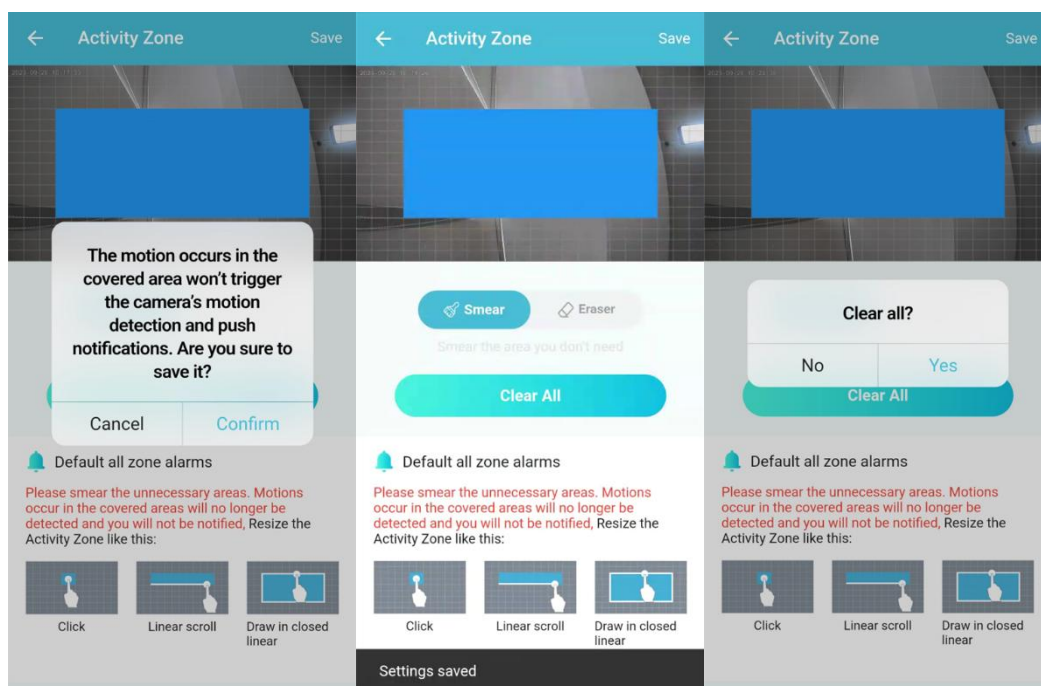 Activity Zone
Save
The motion occurs in the
covered area won't trigger
the camera's motion
detection and push
notifications. Are you sure to
save it?
Cancel
Confirm
Default all zone alarms
Please smear the unnecessary areas. Motions
occur in the covered areas will no longer be
detected and you will not be notified, Resize the
Activity Zone like this:
Click
Linear scroll
Draw in closed
linear
Activity Zone
Save
Smear
Eraser
Smear the area you don't need
Clear All
Default all zone alarms
Please smear the unnecessary areas. Motions
occur in the covered areas will no longer be
detected and you will not be notified, Resize the
Activity Zone like this:
Click
Linear scroll
Draw in closed
linear
Settings saved
Activity Zone
Save
Clear all?
No
Yes
Clear All
Default all zone alarms
Please smear the unnecessary areas. Motions
occur in the covered areas will no longer be
detected and you will not be notified, Resize the
Activity Zone like this:
Click
Linear scroll
Draw in closed
linear